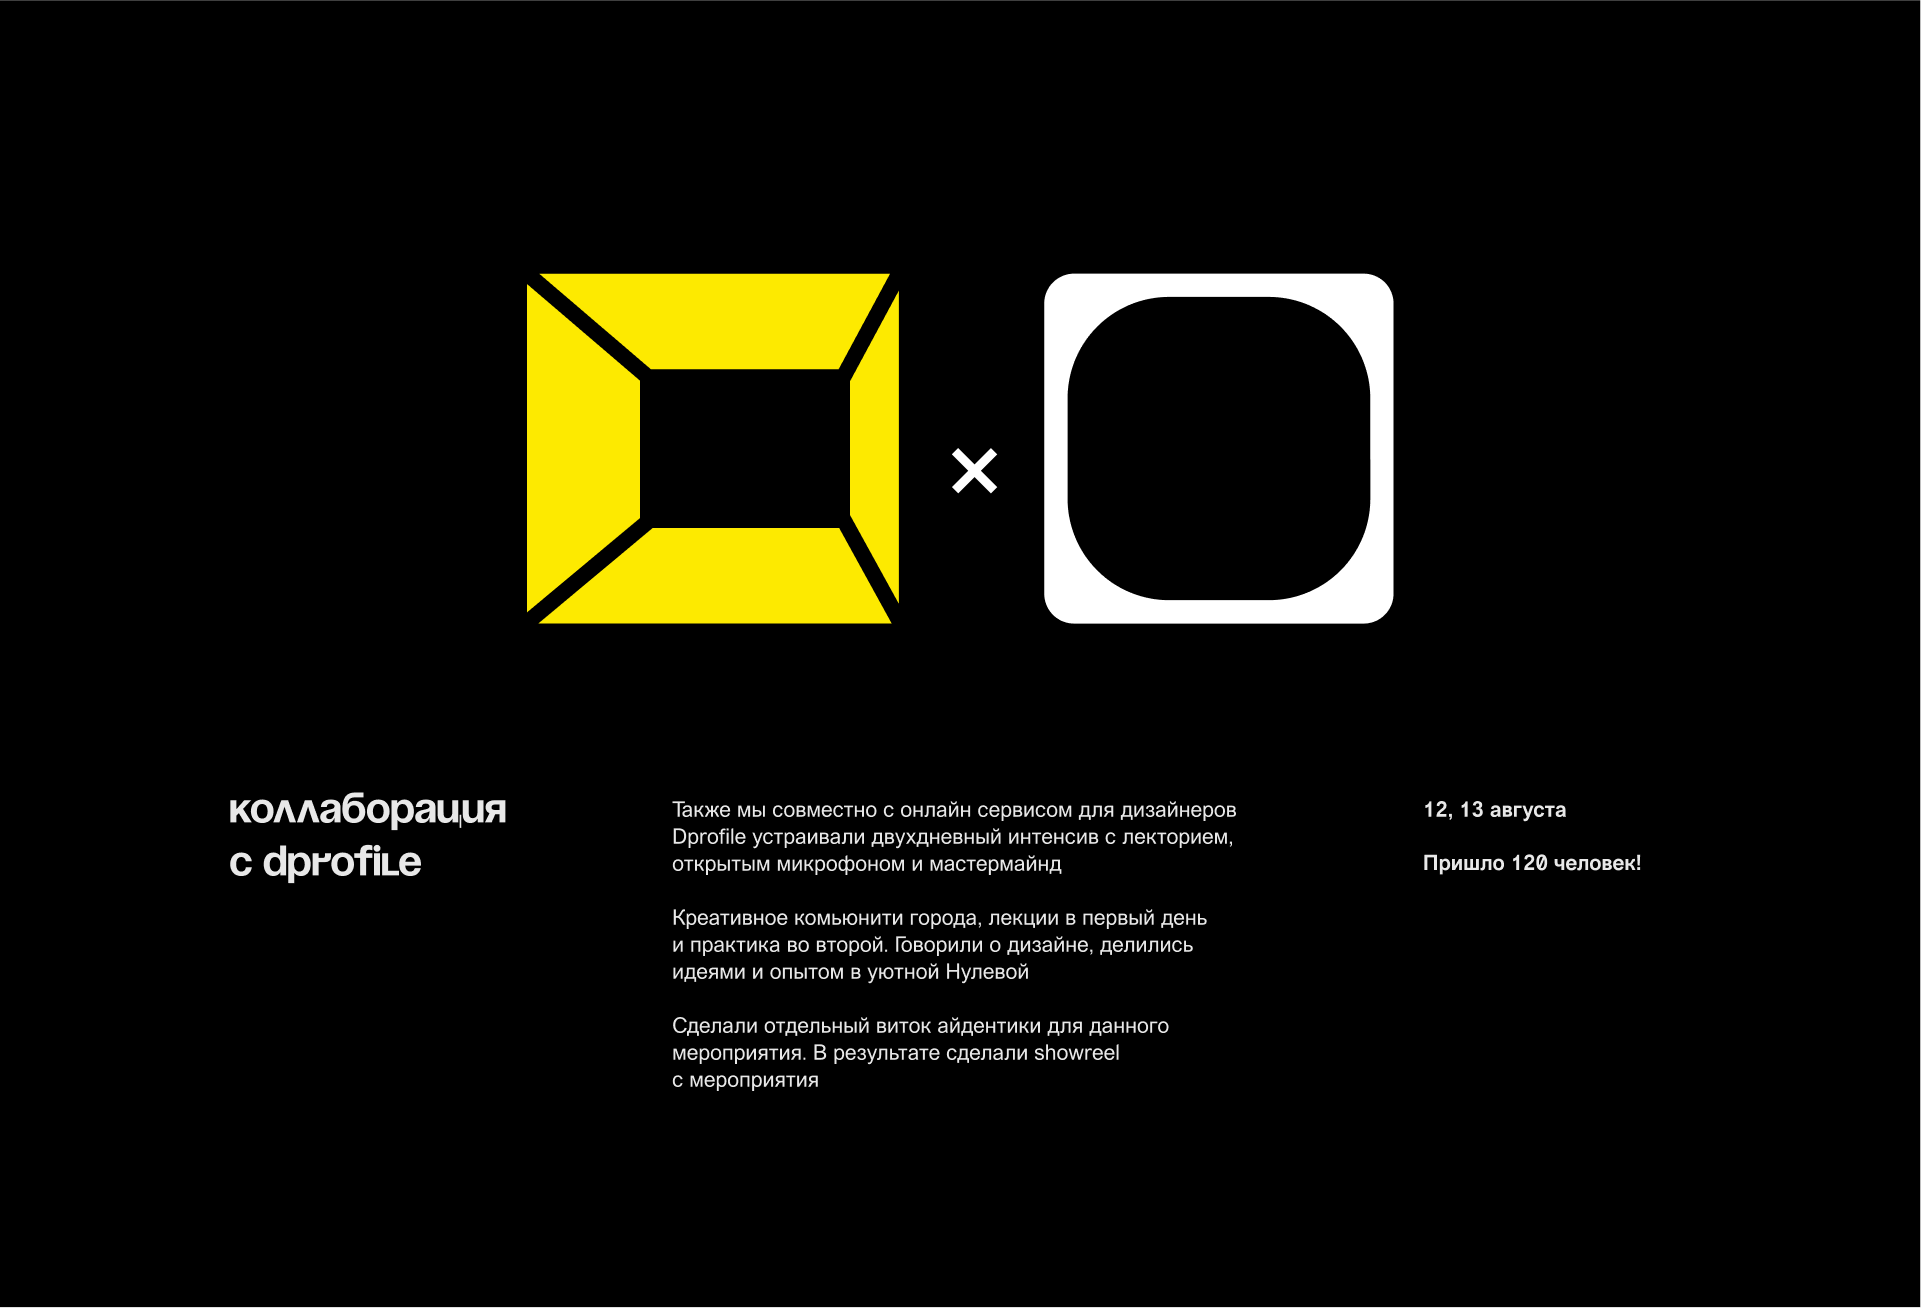 ×
коллаборация
с dprofile
Также мы совместно с онлайн сервисом для дизайнеров
Dprofile устраивали двухдневный интенсив с лекторием,
открытым микрофоном и мастермайнд
Креативное комьюнити города, лекции в первый день
и практика во второй. Говорили о дизайне, делились
идеями и опытом в уютной Нулевой
Сделали отдельный виток айдентики для данного
мероприятия. В результате сделали showreel
с мероприятия
12, 13 августа
Пришло 120 человек!